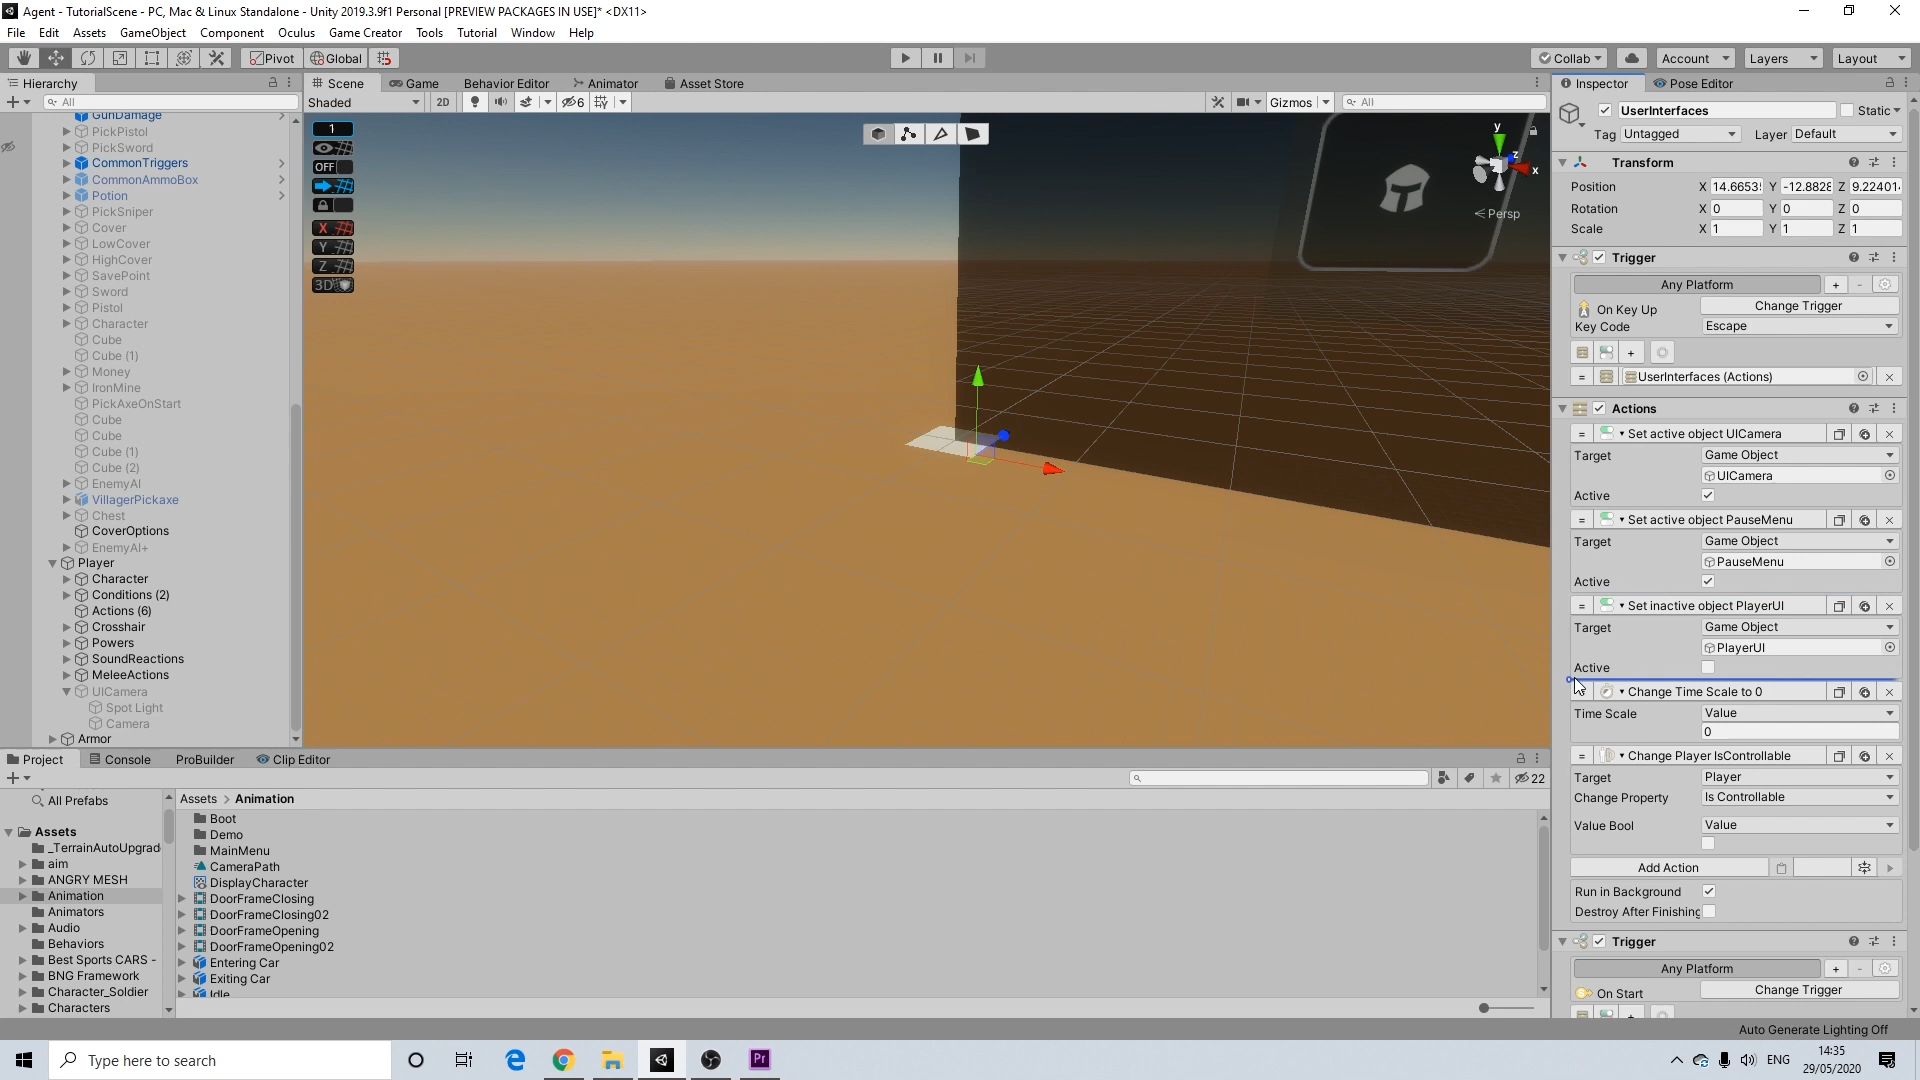 Agent - TutorialScene - PC, Mac & Linux Standalone - Unity 2019.3.9f1 Personal [PREVIEW PACKAGES IN USE]* <DX11>
File Edit Assets GameObject Component Oculus Game Creator Tools Tutorial Window Help
Pivot Global Collab Account Layers Layout
Hierarchy
All
GunDamage
PickPistol
PickSword
CommonTriggers
CommonAmmoBox
Potion
PickSniper
Cover
LowCover
HighCover
SavePoint
Sword
Pistol
Character
Cube
Cube (1)
Money
IronMine
PickAxeOnStart
Cube
Cube
Cube (1)
Cube (2)
EnemyAI
VillagerPickaxe
Chest
CoverOptions
EnemyAI+
Player
Character
Conditions (2)
Actions (6)
Crosshair
Powers
SoundReactions
MeleeActions
UICamera
Spot Light
Camera
Armor
Scene Game Behavior Editor Animator Asset Store
Shaded 2D 6 Gizmos All
1
OFF
X
Y
Z
3D
y
z
x
Persp
Inspector Pose Editor
UserInterfaces Static
Tag Untagged Layer Default
Transform
Position X 14.6653 Y -12.8828 Z 9.22401
Rotation X 0 Y 0 Z 0
Scale X 1 Y 1 Z 1
Trigger
Any Platform + -
On Key Up Change Trigger
Key Code Escape
+
= UserInterfaces (Actions)
Actions
= Set active object UICamera
Target Game Object
UICamera
Active
= Set active object PauseMenu
Target Game Object
PauseMenu
Active
= Set inactive object PlayerUI
Target Game Object
PlayerUI
Active
Change Time Scale to 0
Time Scale Value
0
= Change Player IsControllable
Target Player
Change Property Is Controllable
Value Bool Value
Add Action
Run in Background
Destroy After Finishing
Trigger
Any Platform + -
On Start Change Trigger
Project Console ProBuilder Clip Editor
22
All Prefabs
Assets
_TerrainAutoUpgrad
aim
ANGRY MESH
Animation
Animators
Audio
Behaviors
Best Sports CARS -
BNG Framework
Character_Soldier
Characters
Assets > Animation
Boot
Demo
MainMenu
CameraPath
DisplayCharacter
DoorFrameClosing
DoorFrameClosing02
DoorFrameOpening
DoorFrameOpening02
Entering Car
Exiting Car
Idle
Auto Generate Lighting Off
Type here to search
Pr
ENG
14:35
29/05/2020